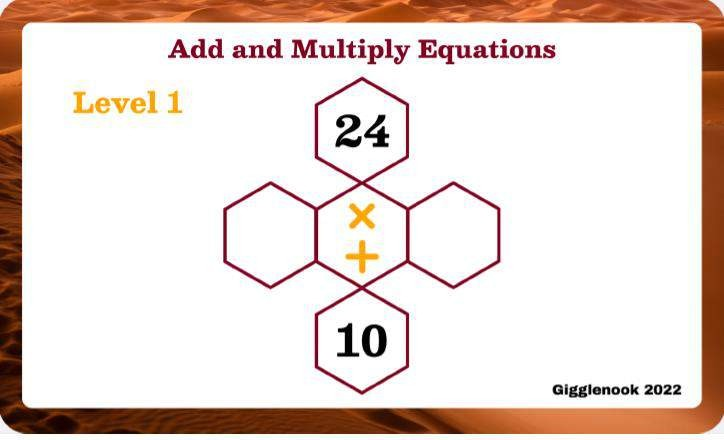 Add and Multiply Equations
Level 1
24
×
+
10
Gigglenook 2022